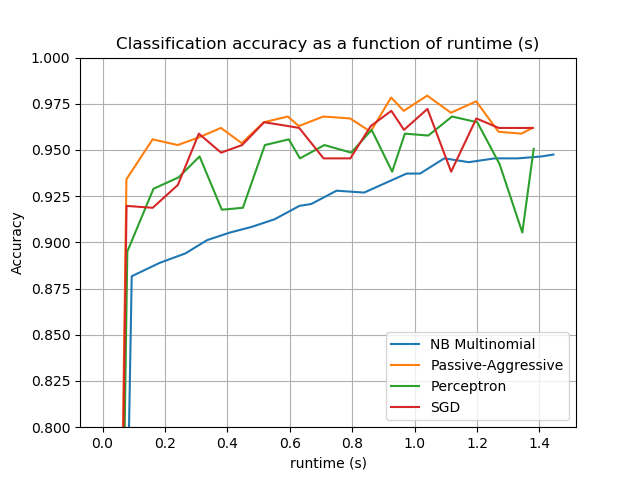 Classification accuracy as a function of runtime (s)
1.000
0.975
0.950
0.925
0.900
0.875
0.850
0.825
0.800
Accuracy
0.0 0.2 0.4 0.6 0.8 1.0 1.2 1.4
runtime (s)
NB Multinomial
Passive-Aggressive
Perceptron
SGD